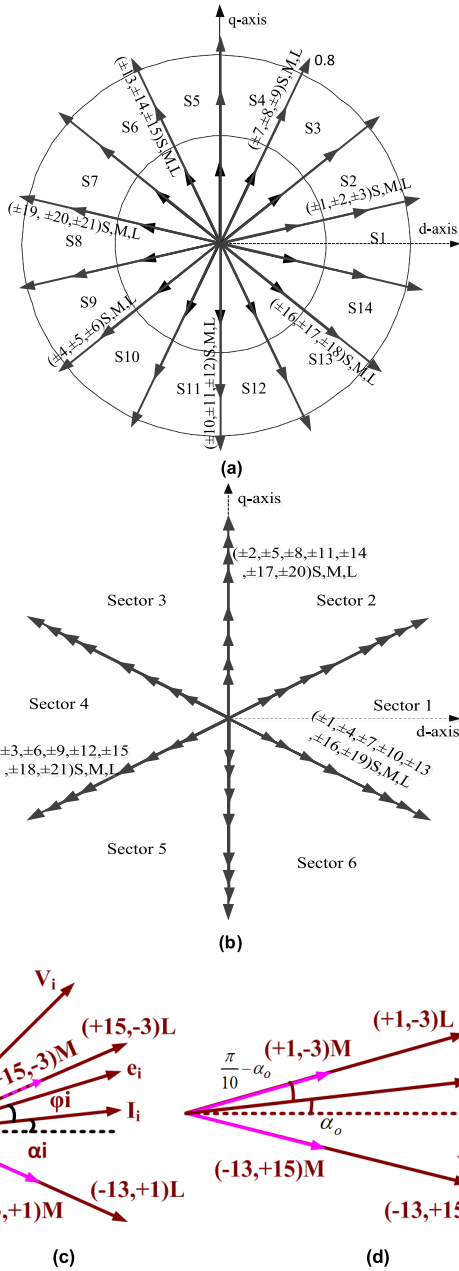 q-axis
0.8
(±13,±14,±15)S,M,L
S5
S4
(±7,±8,±9)S,M,L
S6
S3
S7
S2
(±1,±2,±3)S,M,L
(±19, ±20,±21)S,M,L
S8
S1
d-axis
S9
S14
(±4,±5,±6)S,M,L
(±16,±17,±18)S,M,L
S10
S13
S11
(±10,±11,±12)S,M,L
S12
(a)
q-axis
(±2,±5,±8,±11,±14
,±17,±20)S,M,L
Sector 3
Sector 2
Sector 4
Sector 1
d-axis
(±1,±4,±7,±10,±13
,±16,±19)S,M,L
±3,±6,±9,±12,±15
,±18,±21)S,M,L
Sector 5
Sector 6
(b)
Vi
(+15,-3)L
15,-3)M
ei
φi
Ii
αi
(-13,+1)L
,+1)M
(c)
(+1,-3)L
(+1,-3)M
π/10 − αo
αo
(-13,+15)M
(-13,+15
(d)